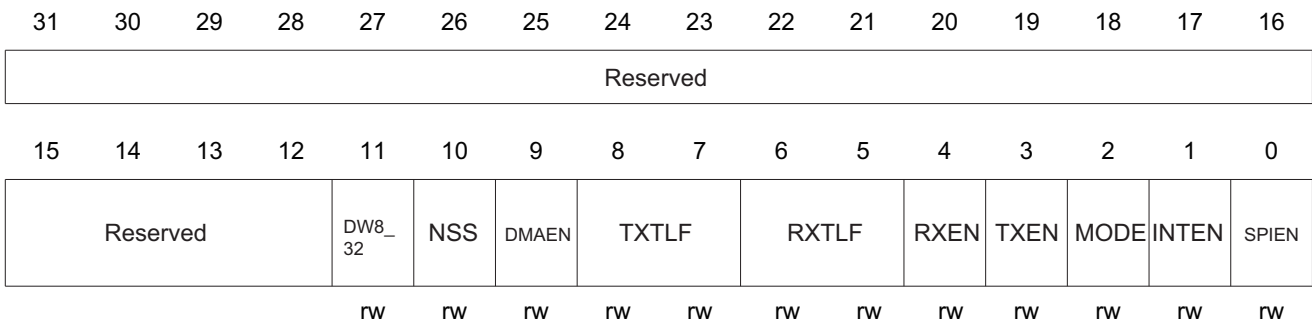 31 30 29 28 27 26 25 24 23 22 21 20 19 18 17 16
Reserved
15 14 13 12 11 10 9 8 7 6 5 4 3 2 1 0
Reserved DW8_ NSS DMAEN TXTLF RXTLF RXEN TXEN MODE INTEN SPIEN
32
rw rw rw rw rw rw rw rw rw rw rw rw